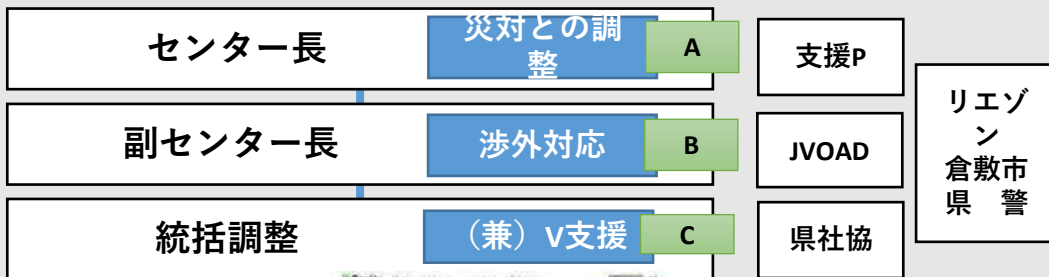 センター長
災対との調
整
A
支援P
副センター長
渉外対応
B
JVOAD
統括調整
（兼）V支援
C
県社協
リエゾ
ン
倉敷市
県　警